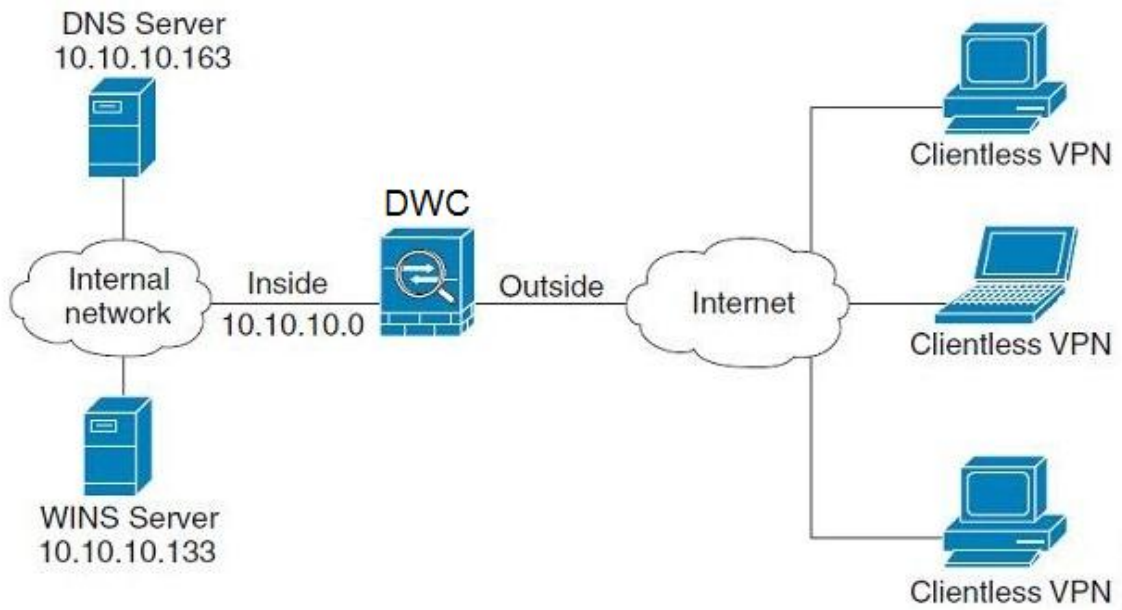 DNS Server
10.10.10.163
DWC
Clientless VPN
Internal
network
Inside
10.10.10.0
Outside
Internet
Clientless VPN
WINS Server
10.10.10.133
Clientless VPN